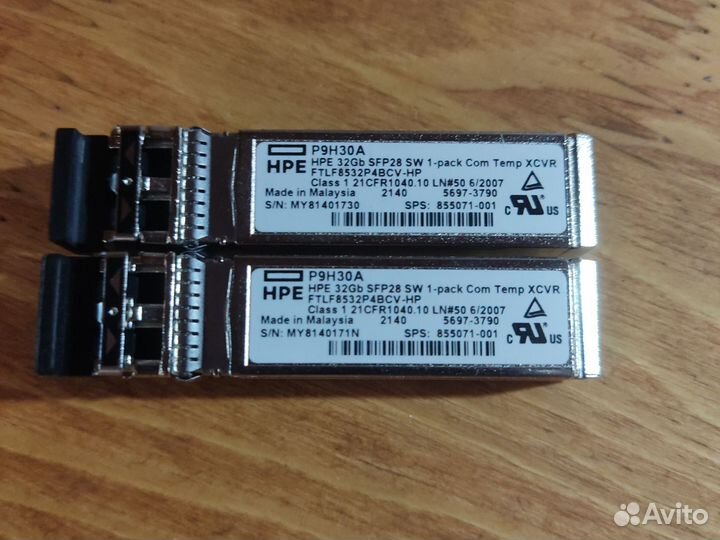 P9H30A
HPE
HPE 32Gb SFP28 SW 1-pack Com Temp XCVR
FTLF8532P4BCV-HP
Class 1 21CFR1040.10 LN#50 6/2007
Made in Malaysia 2140 5697-3790
S/N: MY81401730 SPS: 855071-001
c RU US
P9H30A
HPE
HPE 32Gb SFP28 SW 1-pack Com Temp XCVR
FTLF8532P4BCV-HP
Class 1 21CFR1040.10 LN#50 6/2007
Made in Malaysia 2140 5697-3790
S/N: MY8140171N SPS: 855071-001
c RU US
Avito